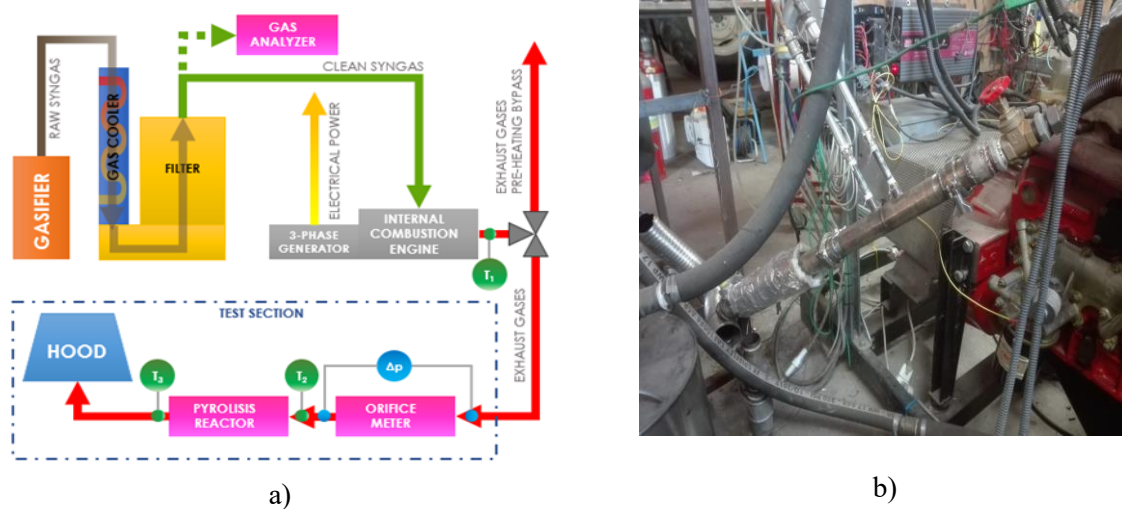 GAS
ANALYZER
RAW SYNGAS
GAS COOLER
CLEAN SYNGAS
FILTER
GASIFIER
ELECTRICAL POWER
EXHAUST GASES
PRE-HEATING BYPASS
3-PHASE
GENERATOR
INTERNAL
COMBUSTION
ENGINE
T1
EXHAUST GASES
TEST SECTION
HOOD
T3
T2
Δp
PYROLISIS
REACTOR
ORIFICE
METER
a)
b)